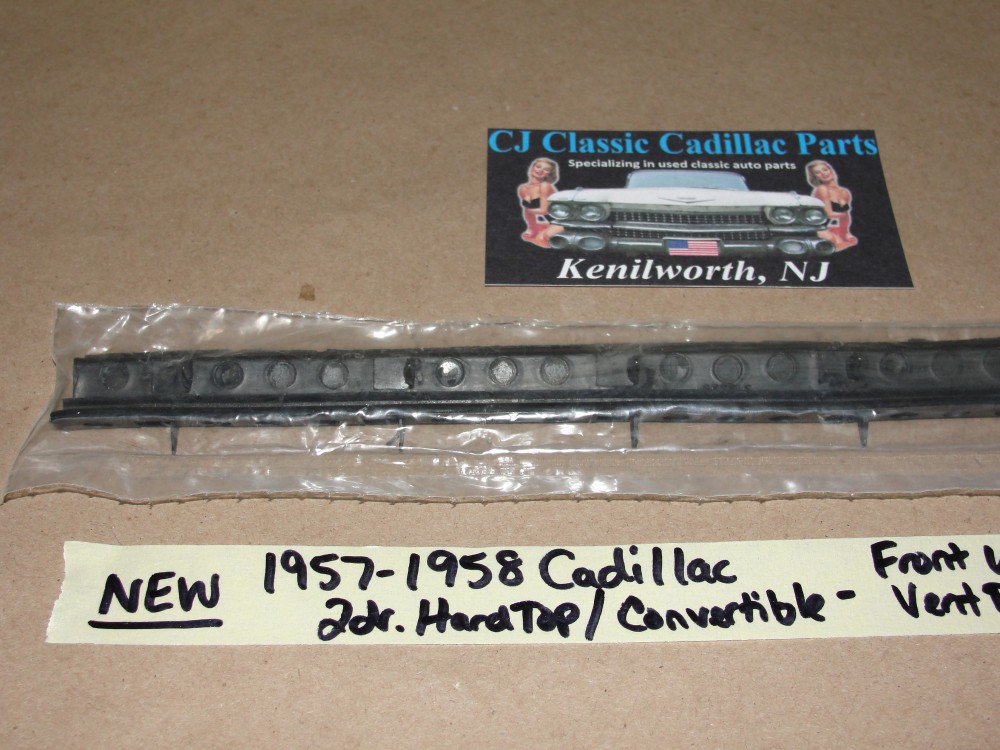 CJ Classic Cadillac Parts
Specializing in used classic auto parts
Kenilworth, NJ
NEW 1957-1958 Cadillac Front
2dr. HardTop/Convertible - Vent